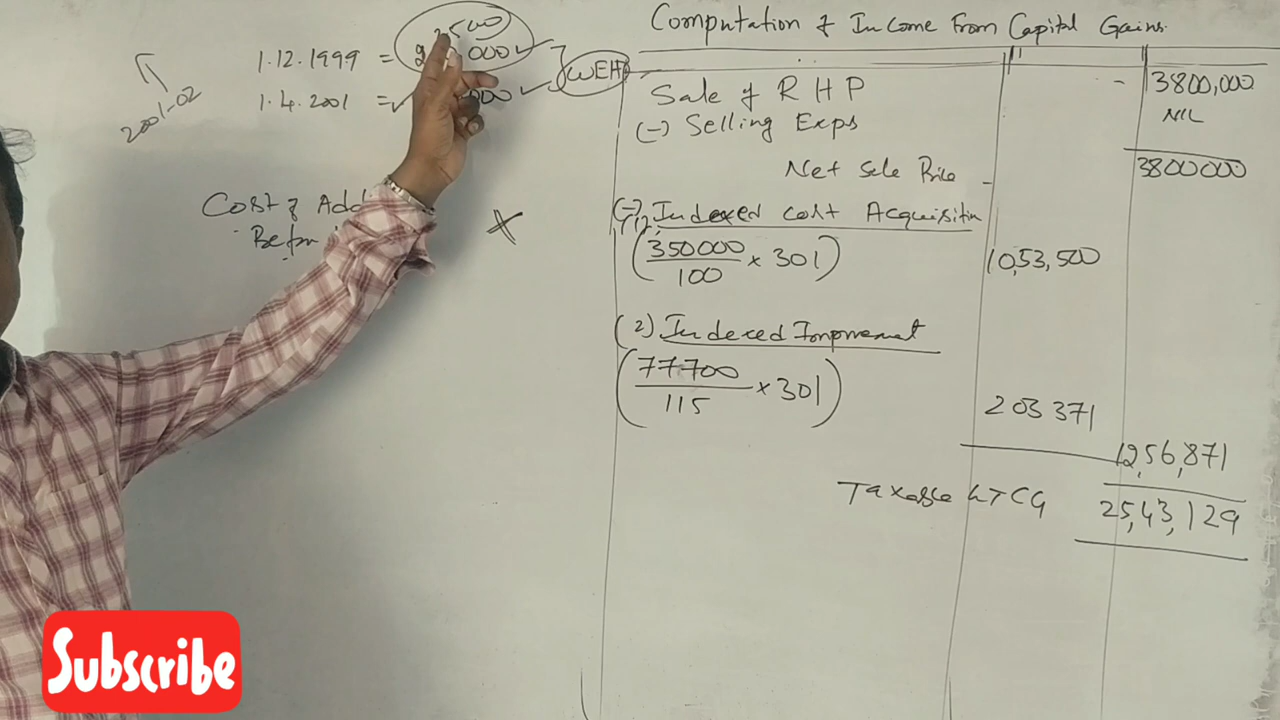 Computation of Income From Capital Gains.
1.12.1999 =
1.4.2001 =
WEH
2001-02
Cost of Add
Befor
X
Sale of R H P - 3800,000
(-) Selling Exps NIL
Net Sale Price - 3800000
(-) 1) Indexed cost Acquisition
(350000/100 × 301) 10,53,500
(2) Indexed Improvement
(77700/115 × 301) 203371
12,56,871
Taxable LTCG 25,43,129
Subscribe